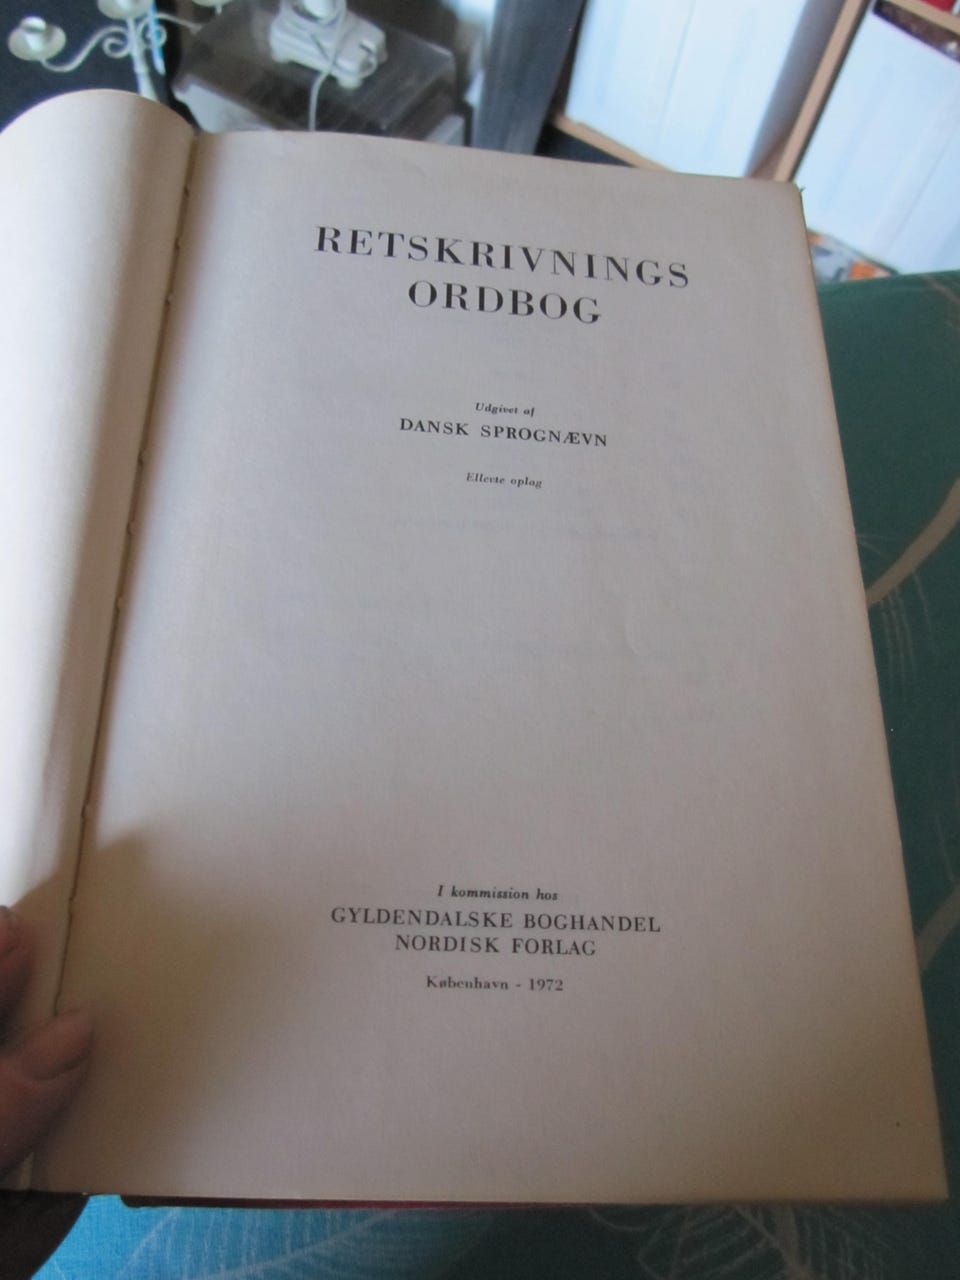 RETSKRIVNINGS
ORDBOG
Udgivet af
DANSK SPROGNÆVN
Ellevte oplag
I kommission hos
GYLDENDALSKE BOGHANDEL
NORDISK FORLAG
København - 1972